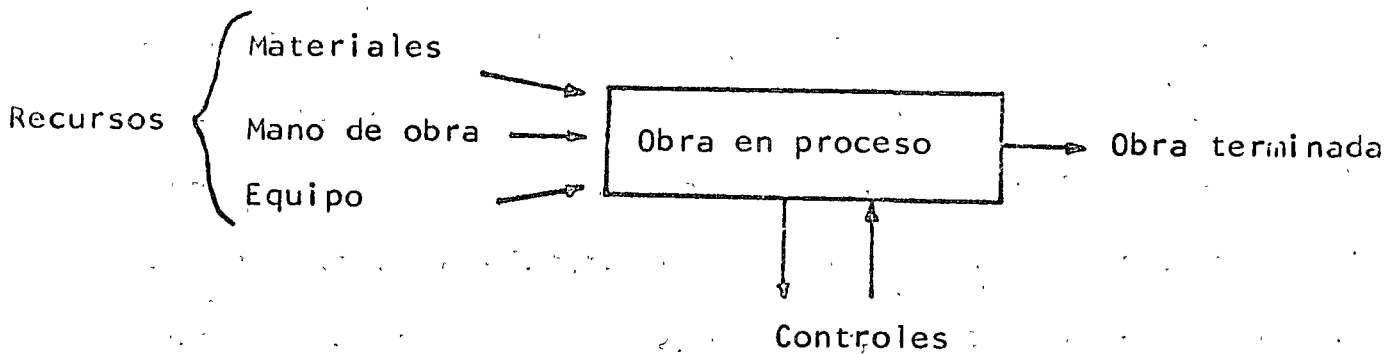 Materiales
Recursos
Mano de obra
Equipo
Obra en proceso
Obra terminada
Controles